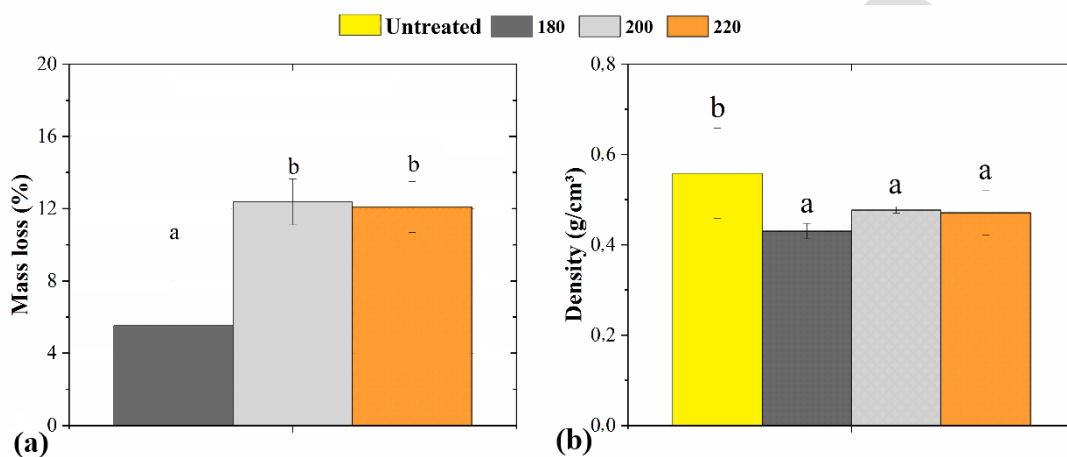 Untreated 180 200 220
20
16
12
8
4
0
Mass loss (%)
a
b
b
(a)
0,8
0,6
0,4
0,2
0,0
Density (g/cm³)
b
a
a
a
(b)